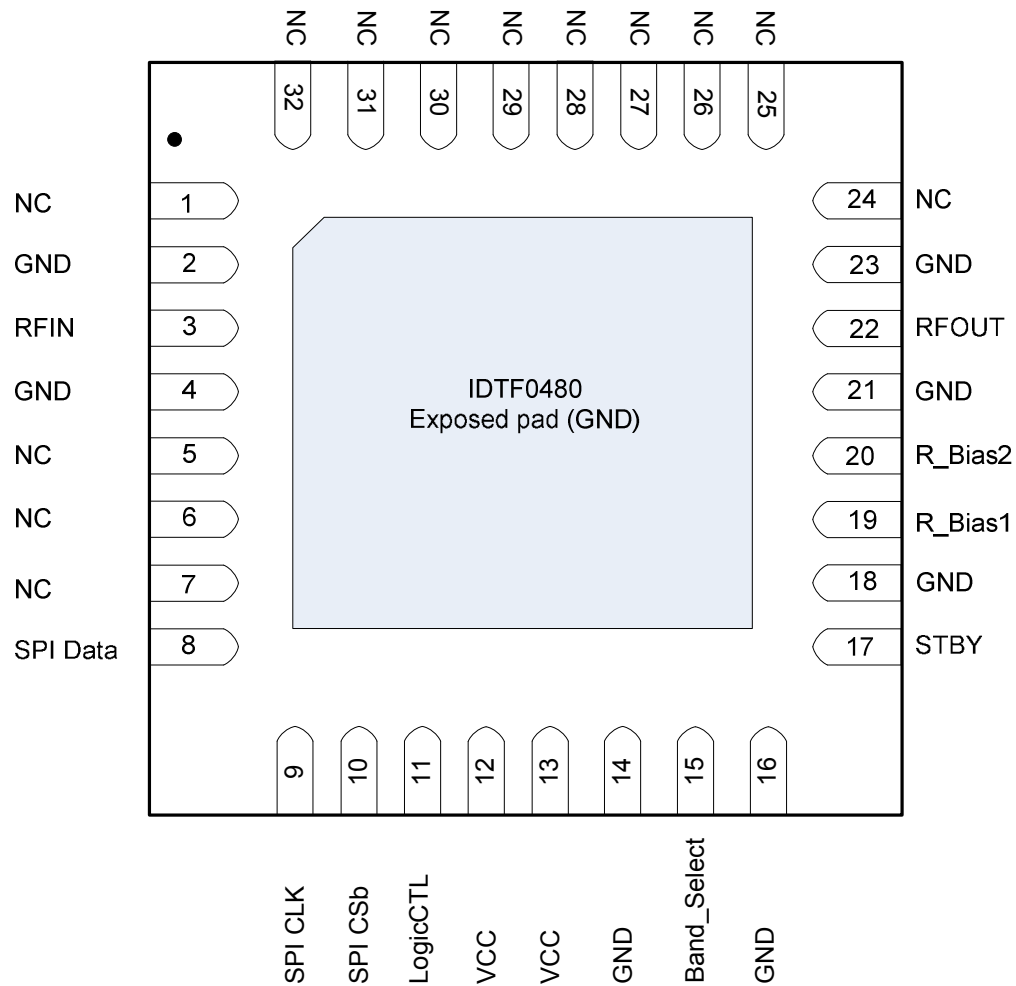 NC NC NC NC NC NC NC NC
32 31 30 29 28 27 26 25
NC 1
GND 2
RFIN 3
GND 4
NC 5
NC 6
NC 7
SPI Data 8
IDTF0480
Exposed pad (GND)
24 NC
23 GND
22 RFOUT
21 GND
20 R_Bias2
19 R_Bias1
18 GND
17 STBY
9 10 11 12 13 14 15 16
SPI CLK
SPI CSb
LogicCTL
VCC
VCC
GND
Band_Select
GND